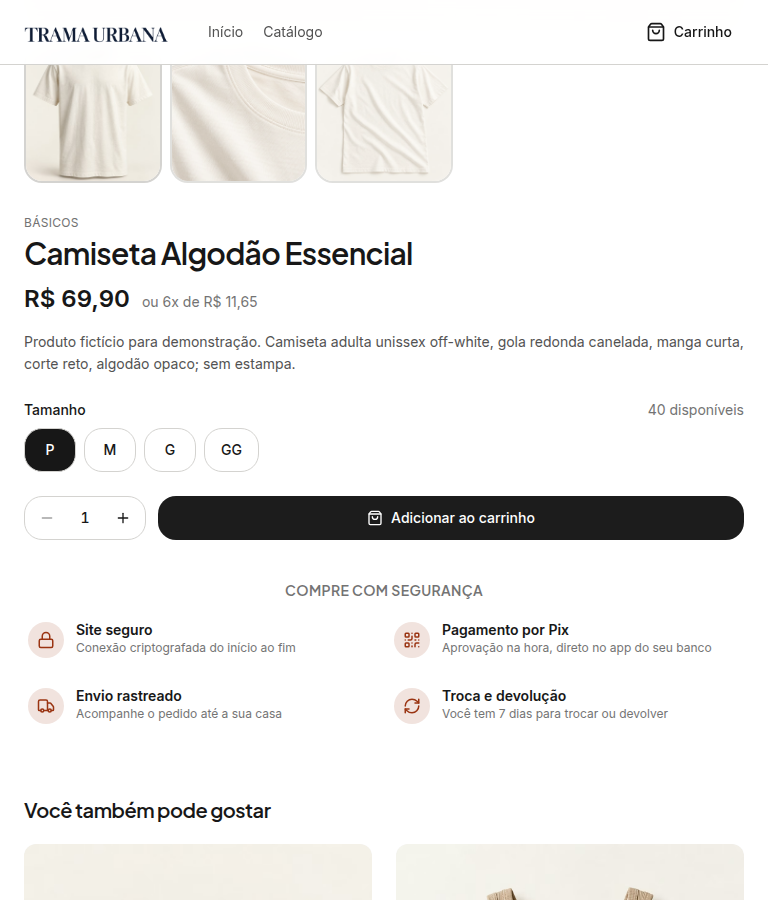 TRAMA URBANA
Início
Catálogo
Carrinho
BÁSICOS
Camiseta Algodão Essencial
R$ 69,90 ou 6x de R$ 11,65
Produto fictício para demonstração. Camiseta adulta unissex off-white, gola redonda canelada, manga curta,
corte reto, algodão opaco; sem estampa.
Tamanho
40 disponíveis
P
M
G
GG
1
Adicionar ao carrinho
COMPRE COM SEGURANÇA
Site seguro
Conexão criptografada do início ao fim
Pagamento por Pix
Aprovação na hora, direto no app do seu banco
Envio rastreado
Acompanhe o pedido até a sua casa
Troca e devolução
Você tem 7 dias para trocar ou devolver
Você também pode gostar